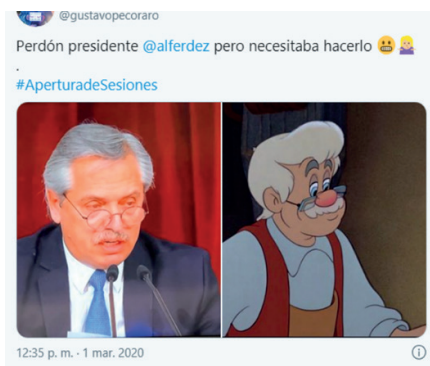 @gustavopecoraro
Perdón presidente @alferdez pero necesitaba hacerlo 😬🤷🏼‍♀️
.
#AperturadeSesiones
12:35 p. m. · 1 mar. 2020